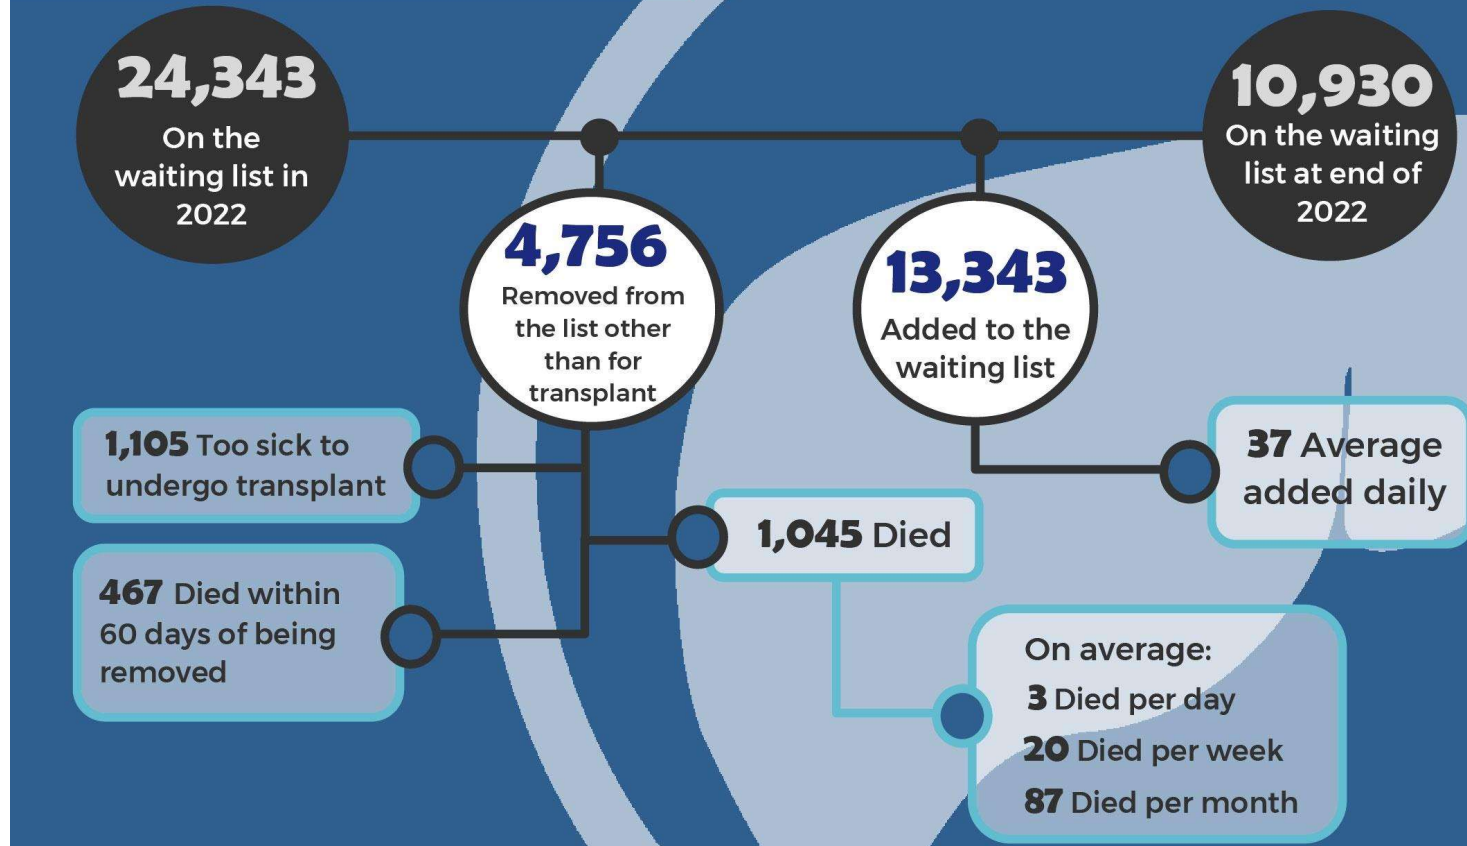 24,343
On the
waiting list in
2022
10,930
On the waiting
list at end of
2022
4,756
Removed from
the list other
than for
transplant
13,343
Added to the
waiting list
1,105 Too sick to
undergo transplant
467 Died within
60 days of being
removed
1,045 Died
37 Average
added daily
On average:
3 Died per day
20 Died per week
87 Died per month